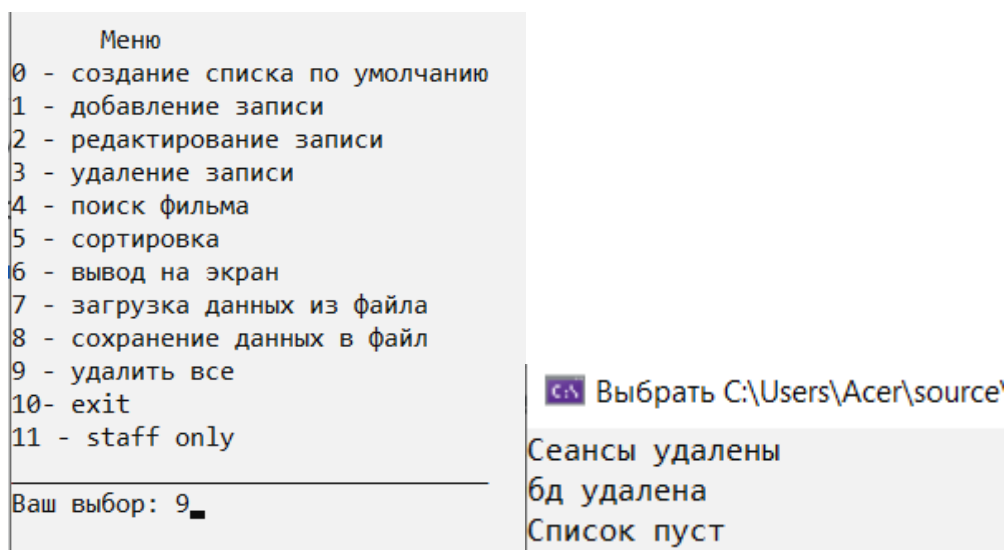 Меню
0 - создание списка по умолчанию
1 - добавление записи
2 - редактирование записи
3 - удаление записи
4 - поиск фильма
5 - сортировка
6 - вывод на экран
7 - загрузка данных из файла
8 - сохранение данных в файл
9 - удалить все
10- exit
11 - staff only
Ваш выбор: 9
Выбрать C:\Users\Acer\source\
Сеансы удалены
бд удалена
Список пуст